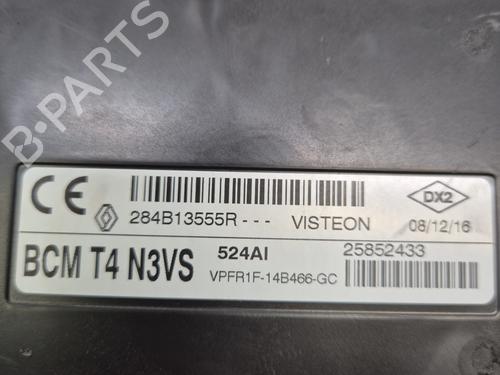 B-PARTS
CE
284B13555R - - -
VISTEON
DX2
08/12/16
BCM T4 N3VS
524AI
25852433
VPFR1F-14B466-GC